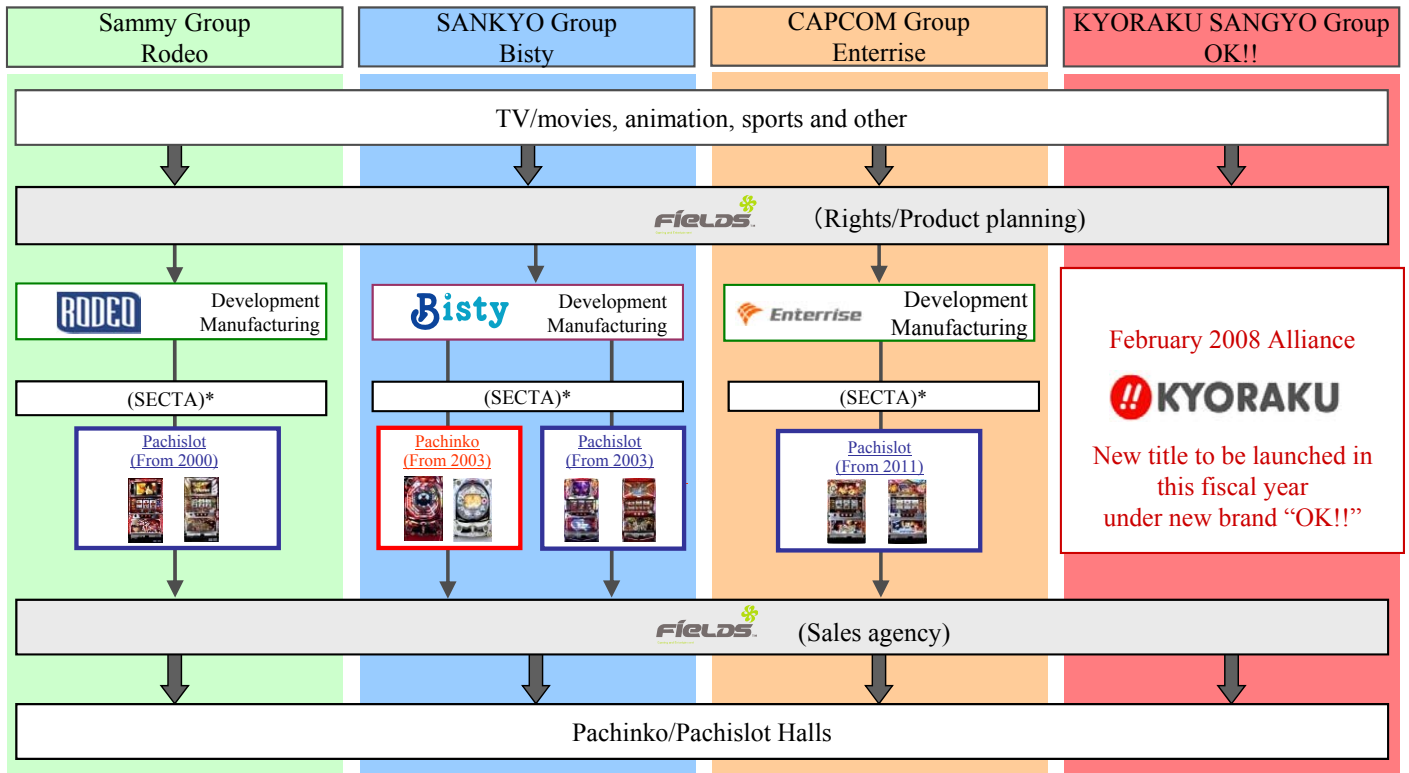 Sammy Group
Rodeo
SANKYO Group
Bisty
CAPCOM Group
Enterrise
KYORAKU SANGYO Group
OK!!
TV/movies, animation, sports and other
FIELDS (Rights/Product planning)
RODEO
Development
Manufacturing
Bisty
Development
Manufacturing
Enterrise
Development
Manufacturing
February 2008 Alliance
!! KYORAKU
New title to be launched in
this fiscal year
under new brand “OK!!”
(SECTA)*
(SECTA)*
(SECTA)*
Pachislot
(From 2000)
Pachinko
(From 2003)
Pachislot
(From 2003)
Pachislot
(From 2011)
FIELDS (Sales agency)
Pachinko/Pachislot Halls